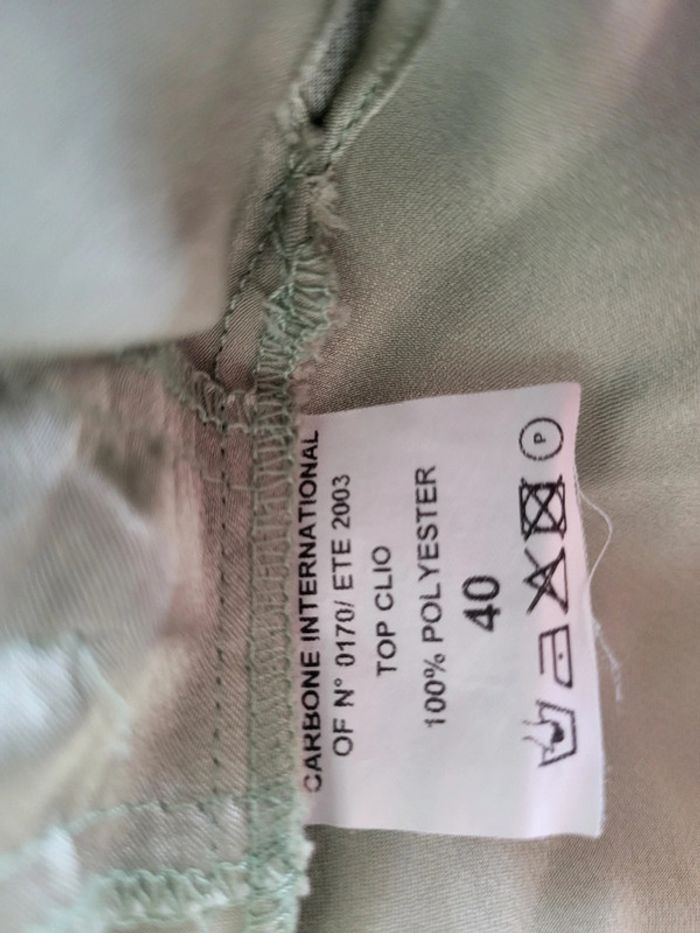 CARBONE INTERNATIONAL
OF N° 0170/ ETE 2003
TOP CLIO
100% POLYESTER
40
P